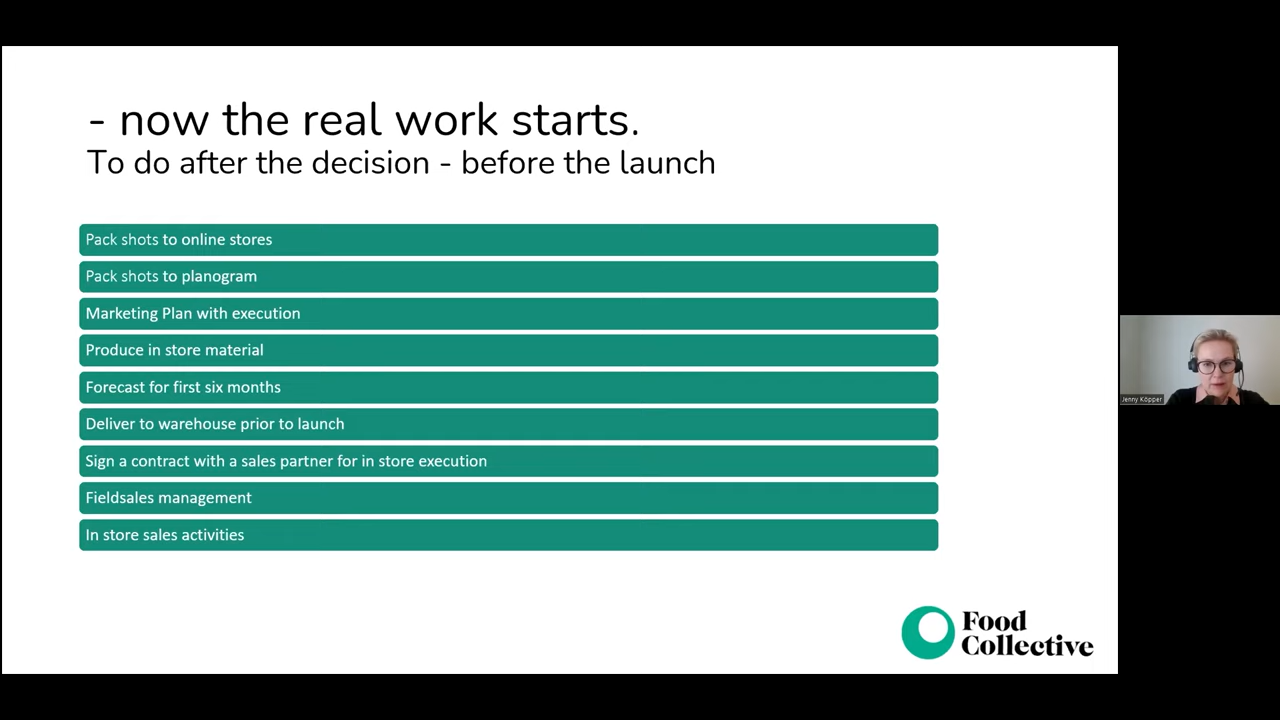 - now the real work starts.
To do after the decision - before the launch
Pack shots to online stores
Pack shots to planogram
Marketing Plan with execution
Produce in store material
Forecast for first six months
Deliver to warehouse prior to launch
Sign a contract with a sales partner for in store execution
Fieldsales management
In store sales activities
Food
Collective
Jenny Köpper